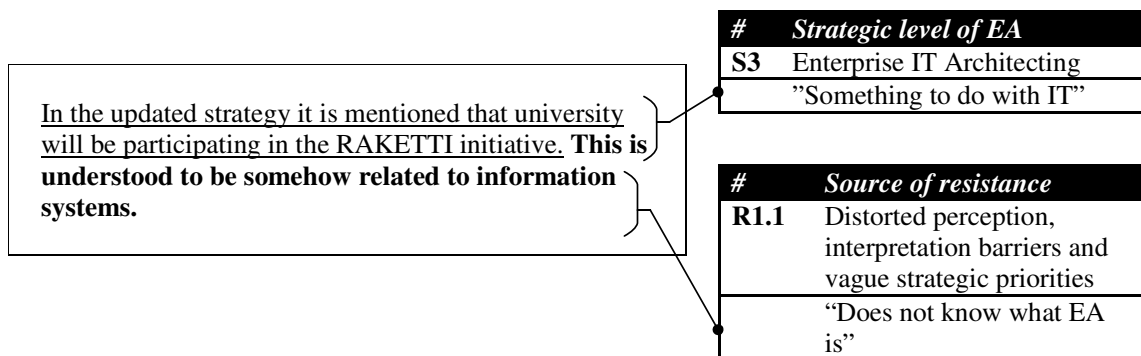 In the updated strategy it is mentioned that university
will be participating in the RAKETTI initiative. This is
understood to be somehow related to information
systems.
# Strategic level of EA
S3 Enterprise IT Architecting
”Something to do with IT”
# Source of resistance
R1.1 Distorted perception,
interpretation barriers and
vague strategic priorities
“Does not know what EA
is”